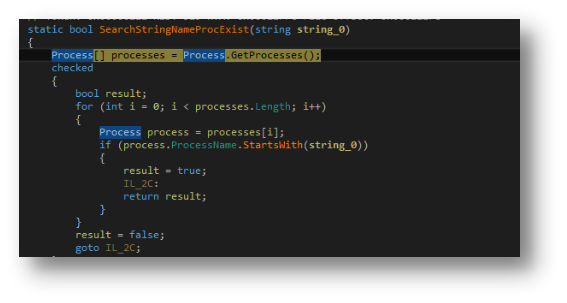 static bool SearchStringNameProcExist(string string_0)
{
Process[] processes = Process.GetProcesses();
checked
{
bool result;
for (int i = 0; i < processes.Length; i++)
{
Process process = processes[i];
if (process.ProcessName.StartsWith(string_0))
{
result = true;
IL_2C:
return result;
}
}
result = false;
goto IL_2C;